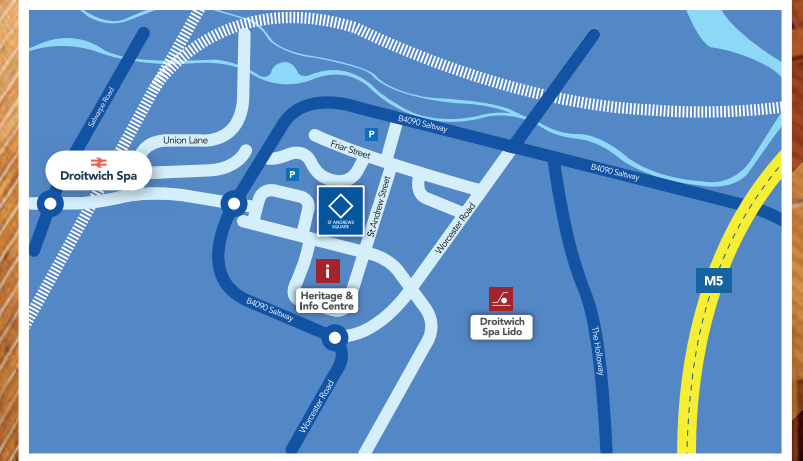 Salwarpe Road
Union Lane
Droitwich Spa
P
Friar Street
B4090 Saltway
B4090 Saltway
P
ST ANDREWS
SQUARE
St Andrew Street
Worcester Road
i
Heritage &
Info Centre
B4090 Saltway
Droitwich
Spa Lido
M5
The Holloway
Worcester Road